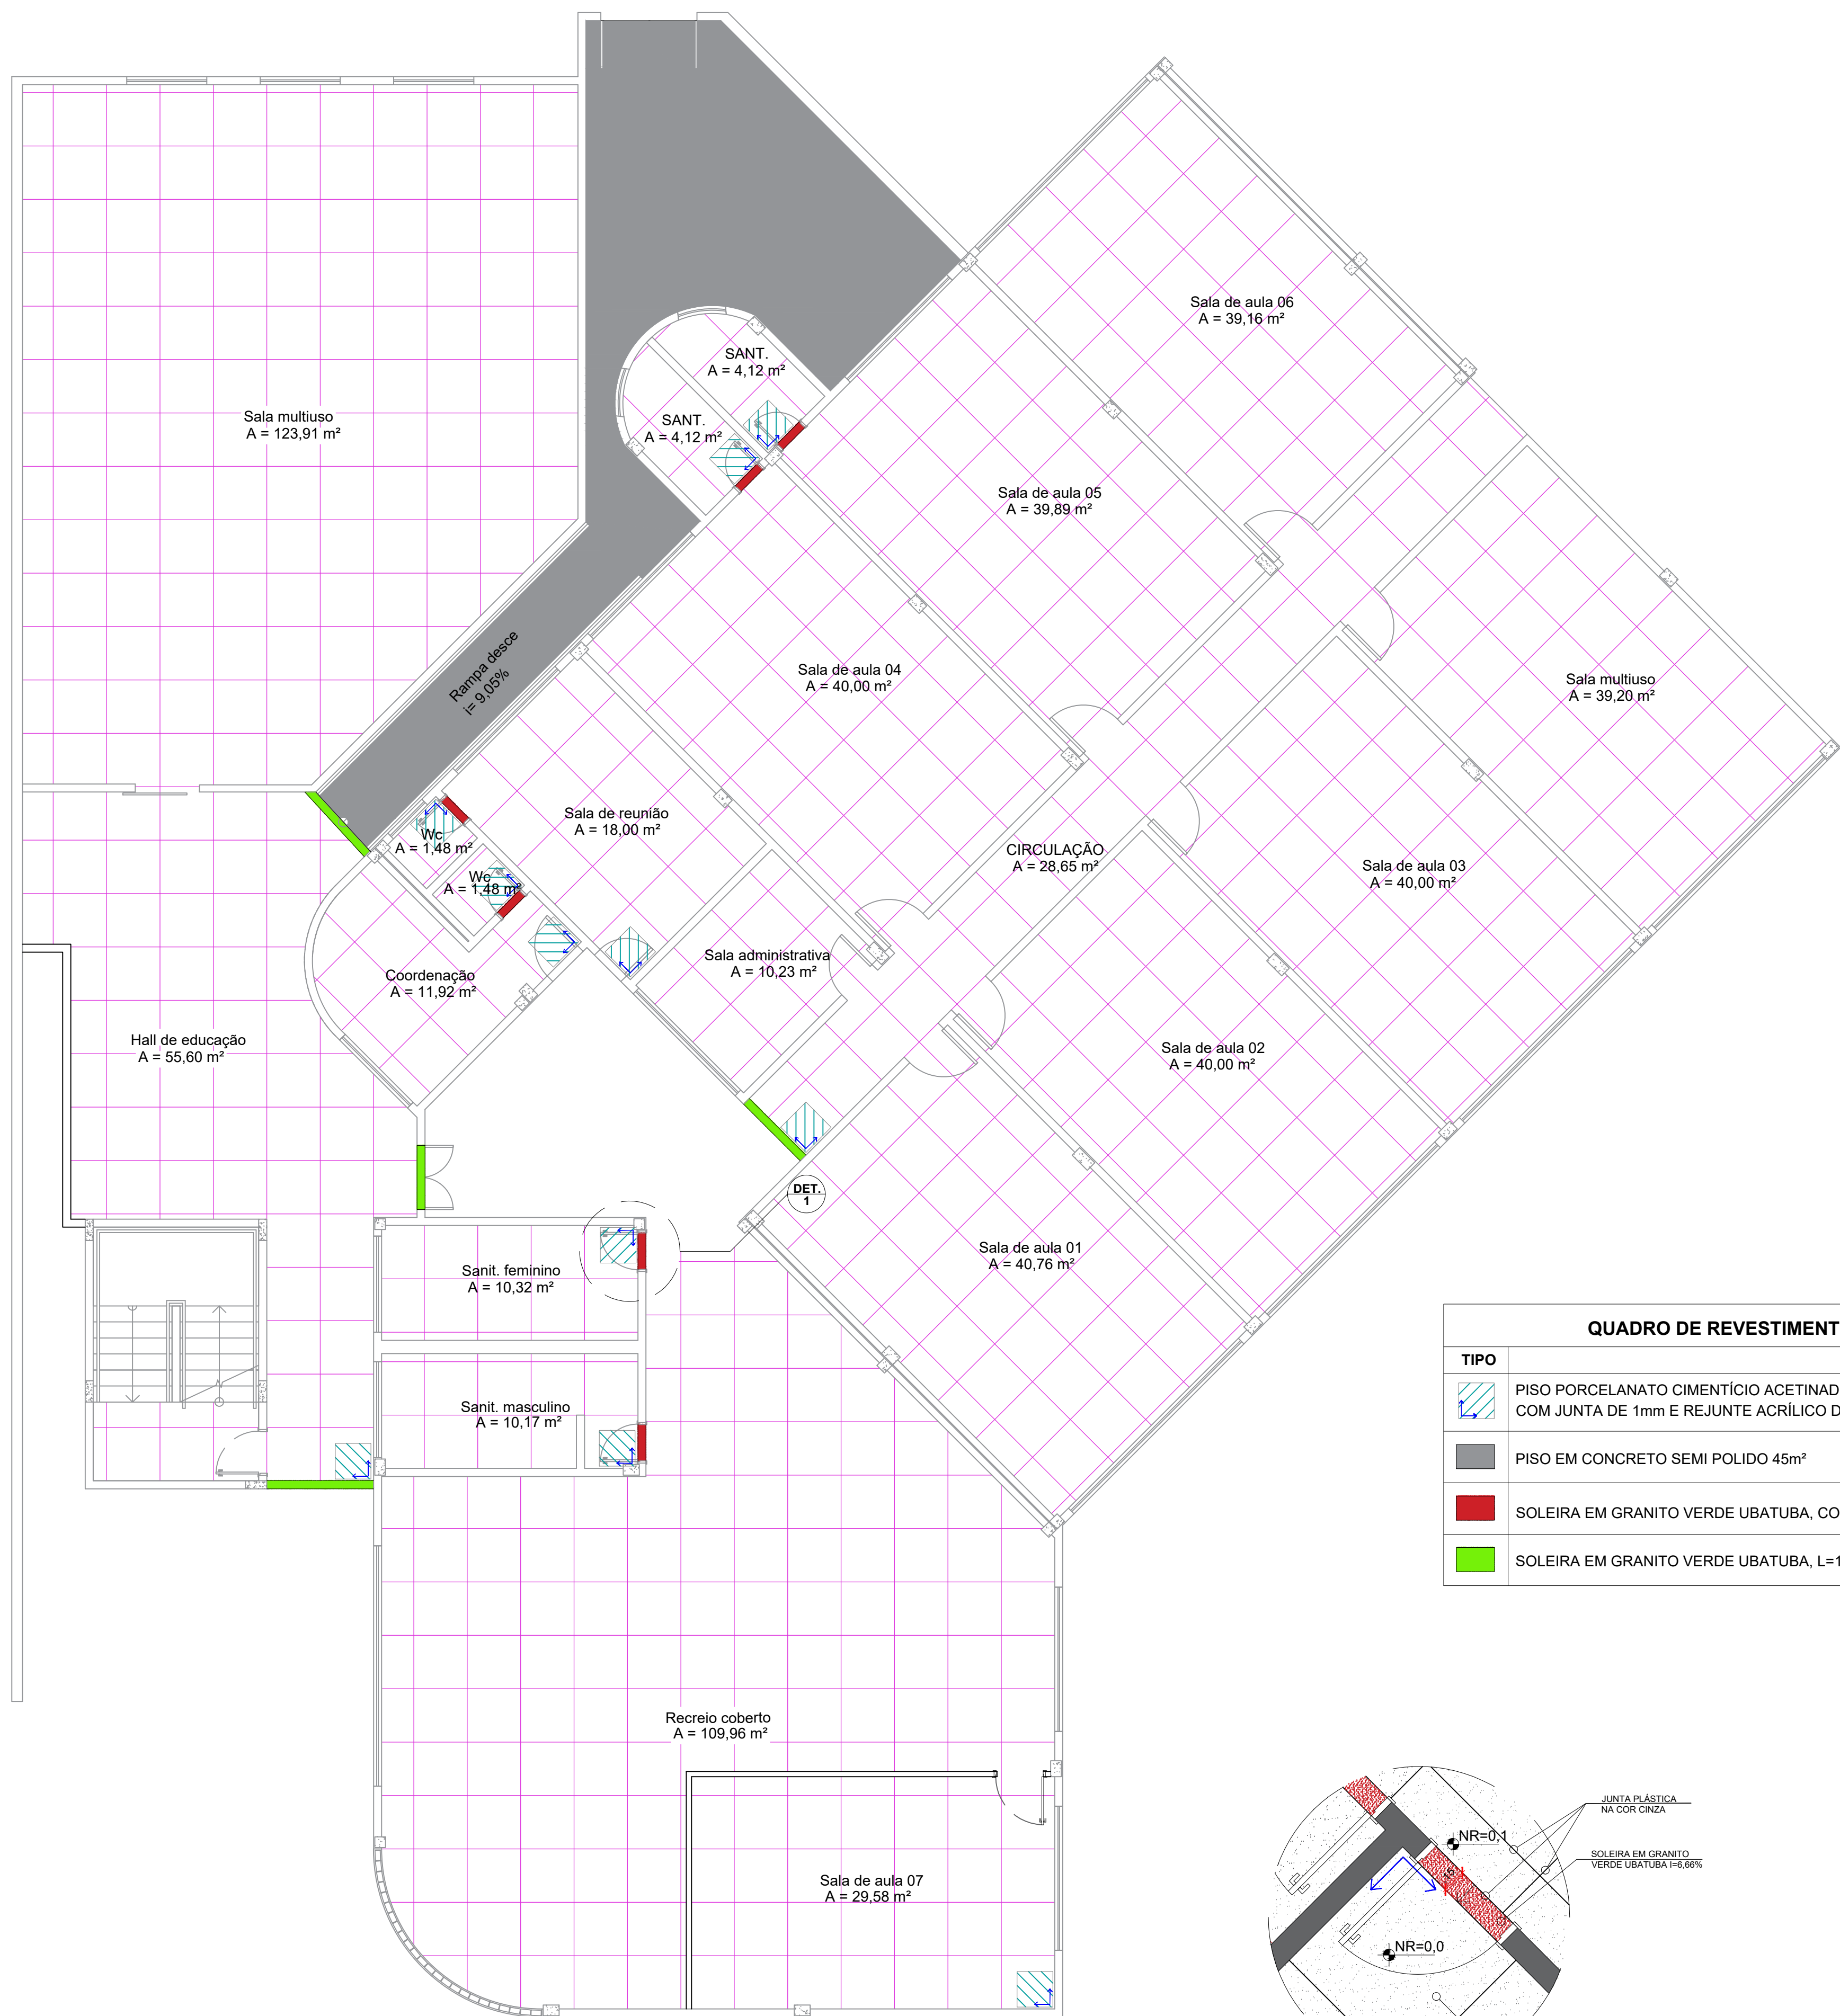 Sala de aula 06
A = 39,16 m²
SANT.
A = 4,12 m²
Sala multiuso
A = 123,91 m²
SANT.
A = 4,12 m²
Sala de aula 05
A = 39,89 m²
Rampa desce
i= 9,05%
Sala de aula 04
A = 40,00 m²
Sala multiuso
A = 39,20 m²
Sala de reunião
A = 18,00 m²
Wc
A = 1,48 m²
CIRCULAÇÃO
A = 28,65 m²
Sala de aula 03
A = 40,00 m²
Wc
A = 1,48 m²
Sala administrativa
A = 10,23 m²
Coordenação
A = 11,92 m²
Hall de educação
A = 55,60 m²
Sala de aula 02
A = 40,00 m²
DET.
1
Sala de aula 01
A = 40,76 m²
Sanit. feminino
A = 10,32 m²
Sanit. masculino
A = 10,17 m²
QUADRO DE REVESTIMENT
TIPO
PISO PORCELANATO CIMENTÍCIO ACETINAD
COM JUNTA DE 1mm E REJUNTE ACRÍLICO D
PISO EM CONCRETO SEMI POLIDO 45m²
SOLEIRA EM GRANITO VERDE UBATUBA, CO
SOLEIRA EM GRANITO VERDE UBATUBA, L=1
Recreio coberto
A = 109,96 m²
Sala de aula 07
A = 29,58 m²
JUNTA PLÁSTICA
NA COR CINZA
NR=0,1
SOLEIRA EM GRANITO
VERDE UBATUBA I=6,66%
NR=0,0